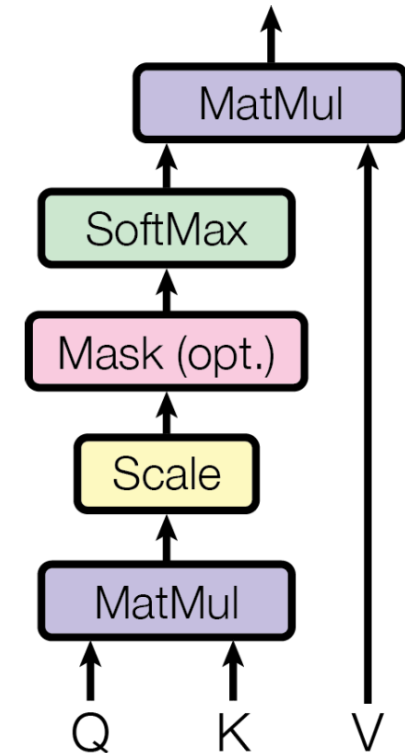 MatMul
SoftMax
Mask (opt.)
Scale
MatMul
Q K V